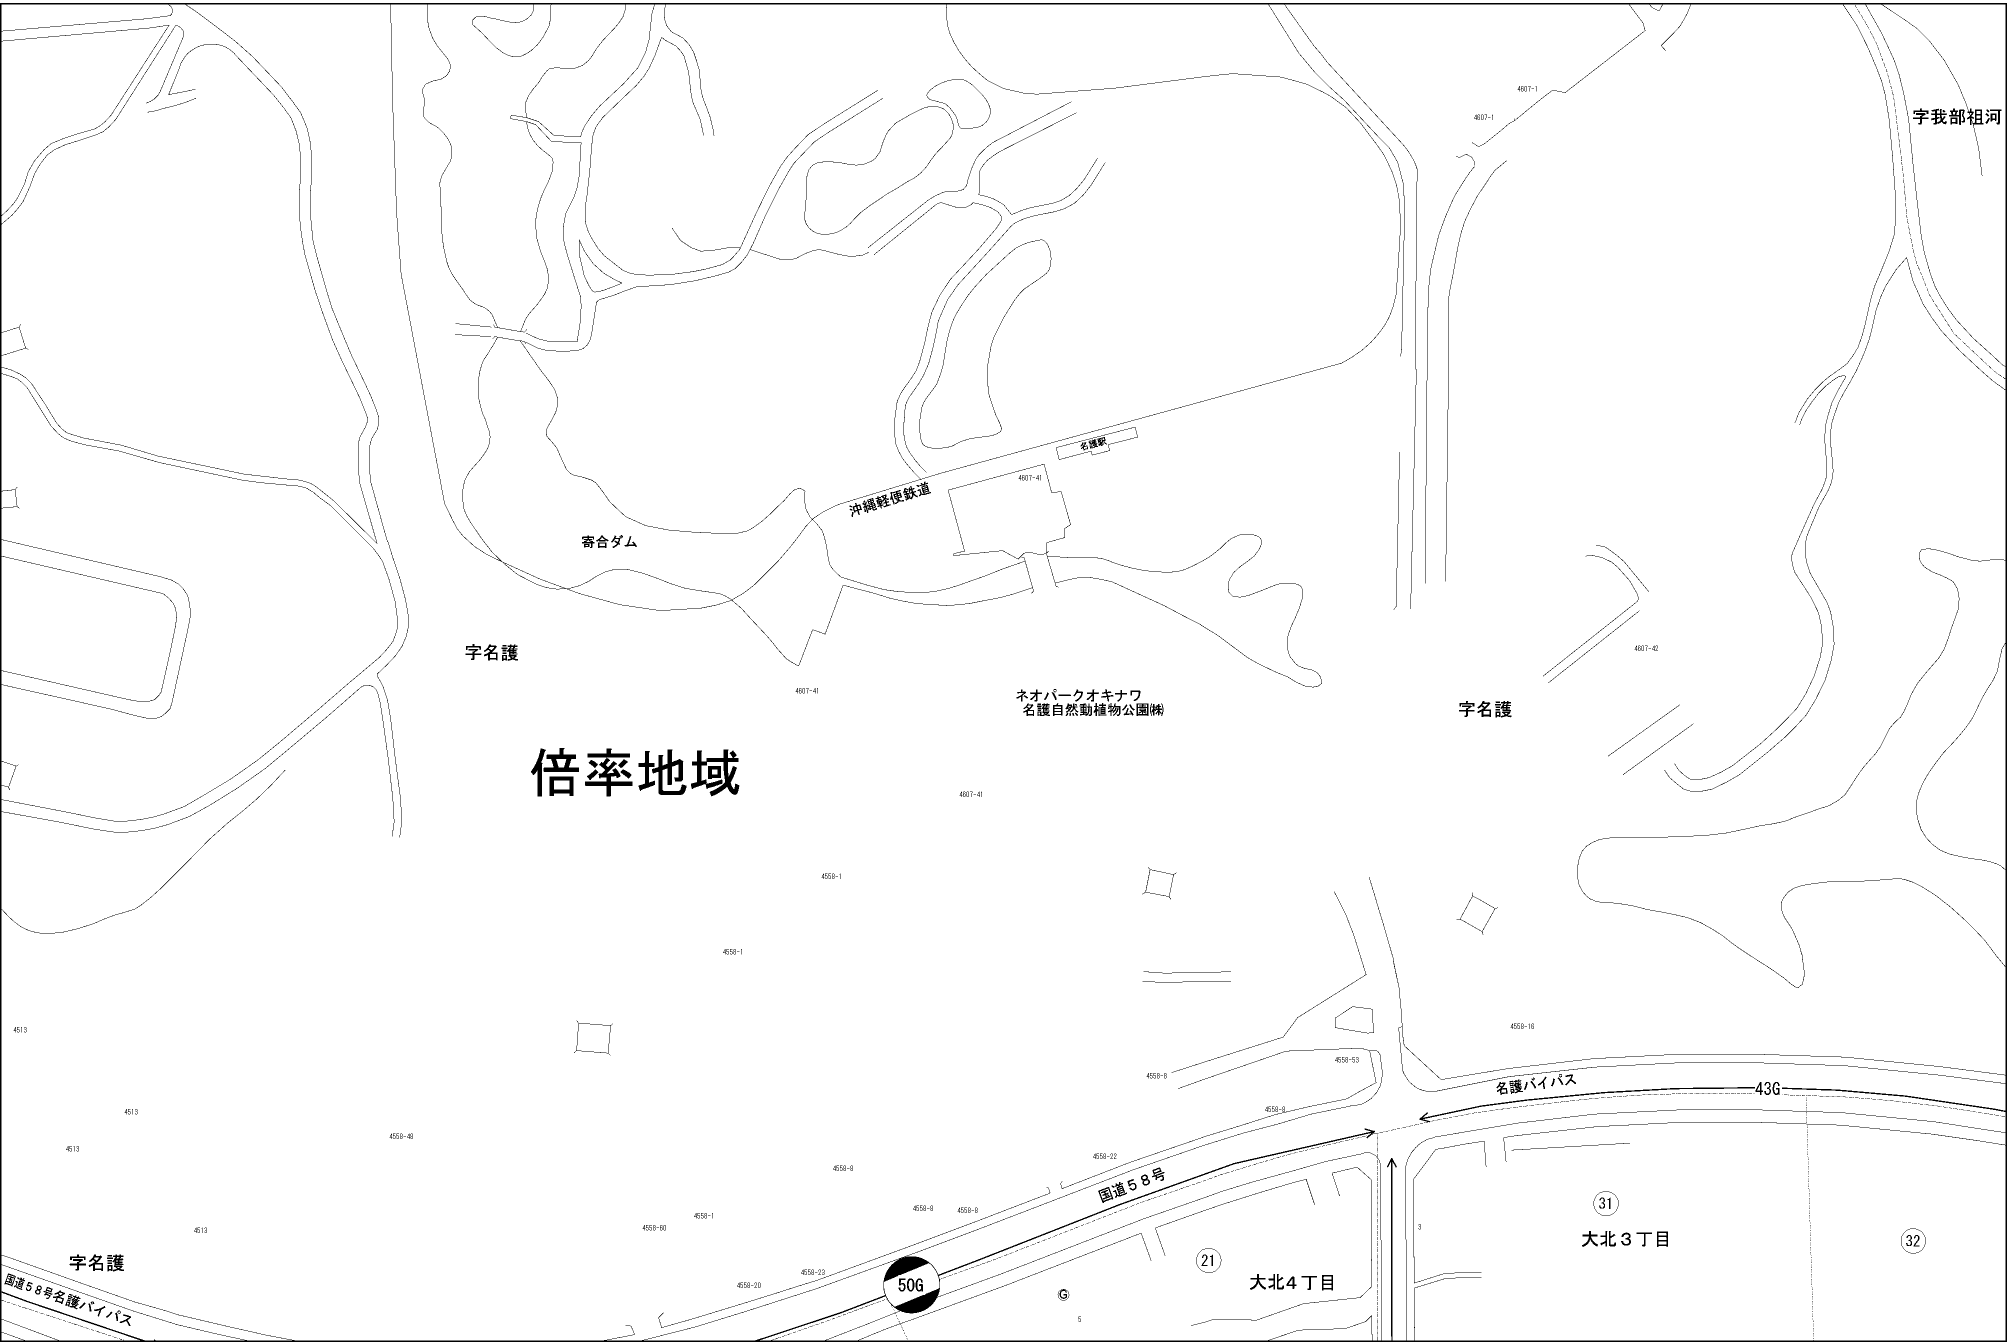 4607-1
4607-1
字我部祖河
名護駅
4607-41
沖縄軽便鉄道
寄合ダム
字名護
4607-42
4607-41
ネオパークオキナワ
名護自然動植物公園㈱
字名護
倍率地域
4607-41
4558-1
4558-1
4513
4558-16
4558-53
4558-8
名護バイパス
43G
4558-8
4513
4558-48
4513
4558-22
4558-8
国道58号
31
4558-8
4558-8
4558-1
4558-60
3
4513
大北3丁目
32
字名護
21
4558-23
4558-20
50G
大北4丁目
国道58号名護バイパス
G
5